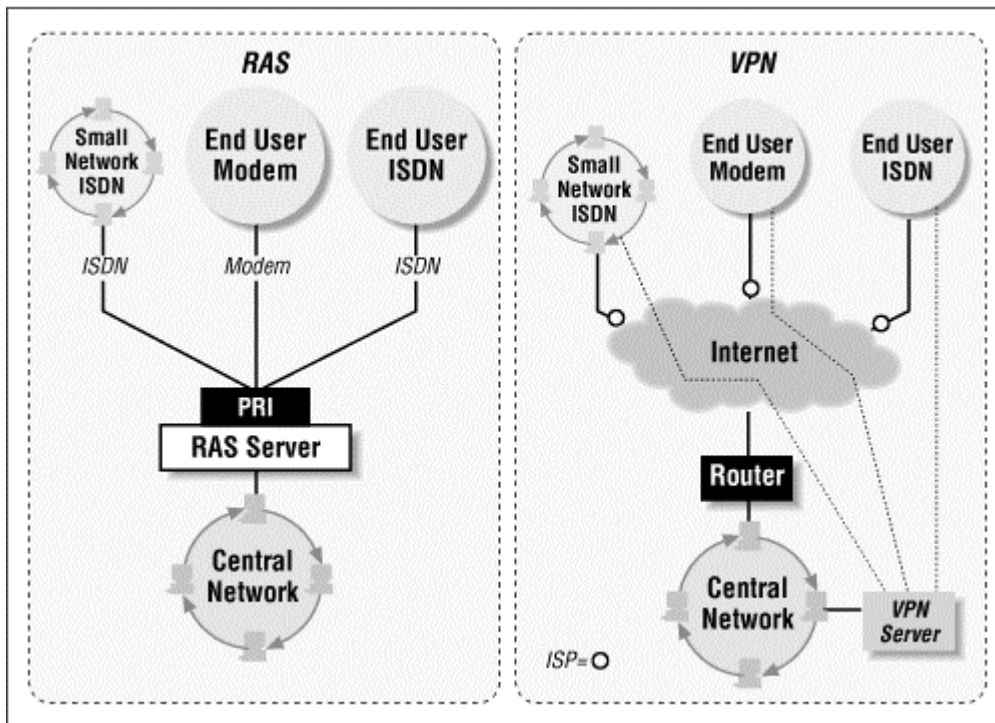 RAS
Small
Network
ISDN
End User
Modem
End User
ISDN
ISDN
Modem
ISDN
PRI
RAS Server
Central
Network
VPN
Small
Network
ISDN
End User
Modem
End User
ISDN
Internet
Router
Central
Network
VPN
Server
ISP=